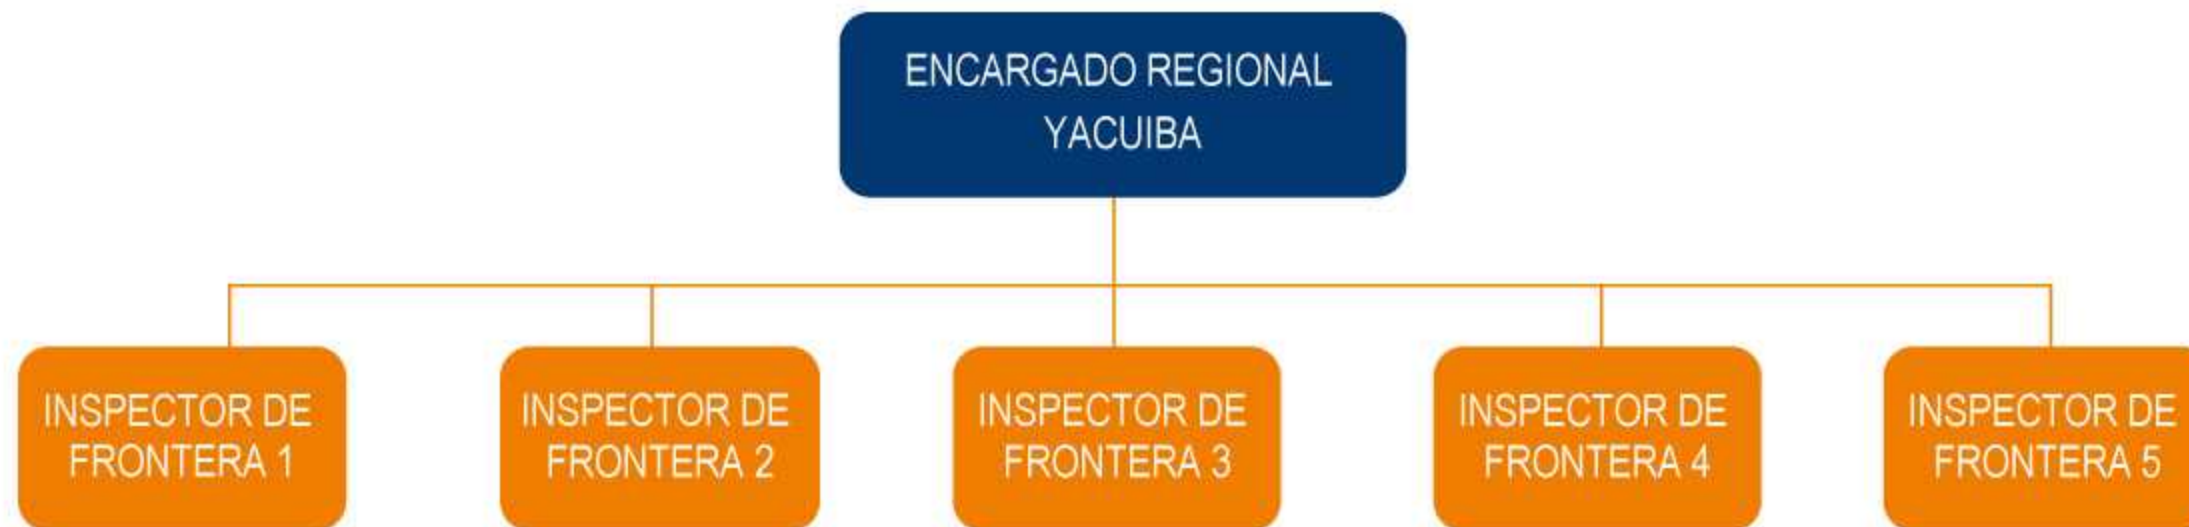 ENCARGADO REGIONAL
YACUIBA
INSPECTOR DE
FRONTERA 1
INSPECTOR DE
FRONTERA 2
INSPECTOR DE
FRONTERA 3
INSPECTOR DE
FRONTERA 4
INSPECTOR DE
FRONTERA 5